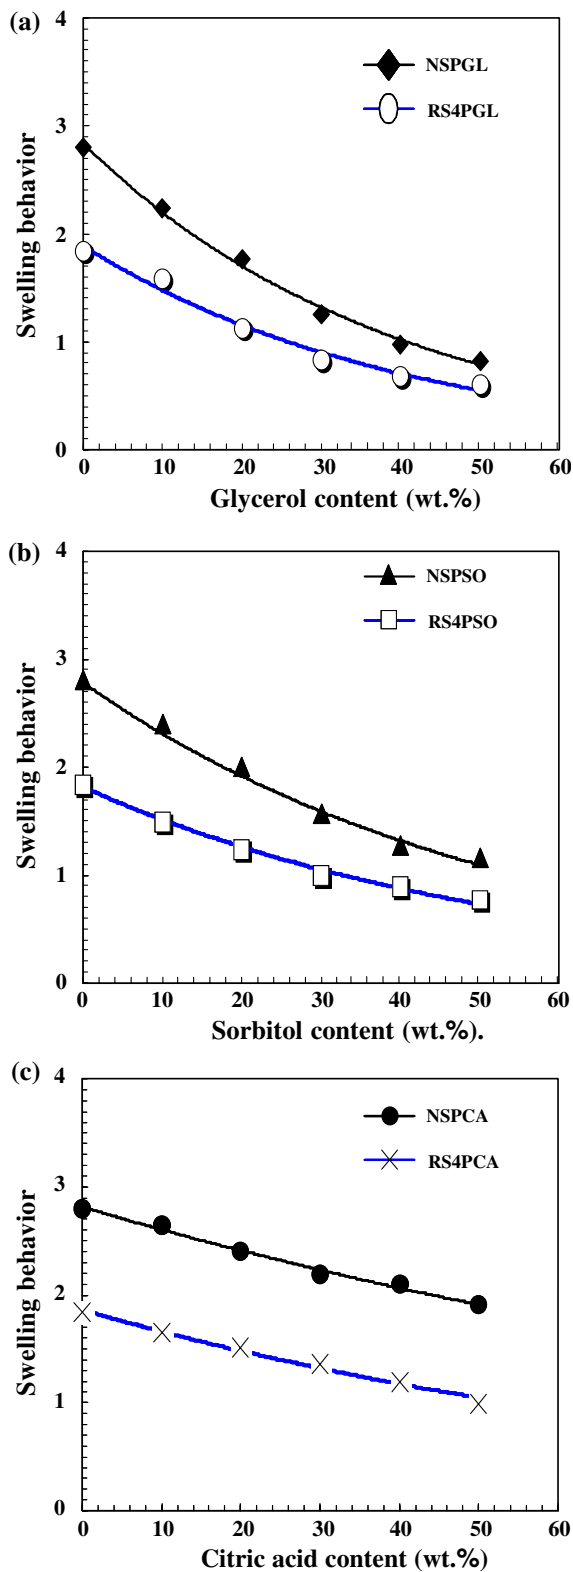 (a)
4
NSPGL
RS4PGL
3
Swelling behavior
2
1
0
0 10 20 30 40 50 60
Glycerol content (wt.%)
(b)
4
NSPSO
RS4PSO
3
Swelling behavior
2
1
0
0 10 20 30 40 50 60
Sorbitol content (wt.%).
(c)
4
NSPCA
RS4PCA
3
Swelling behavior
2
1
0
0 10 20 30 40 50 60
Citric acid content (wt.%)